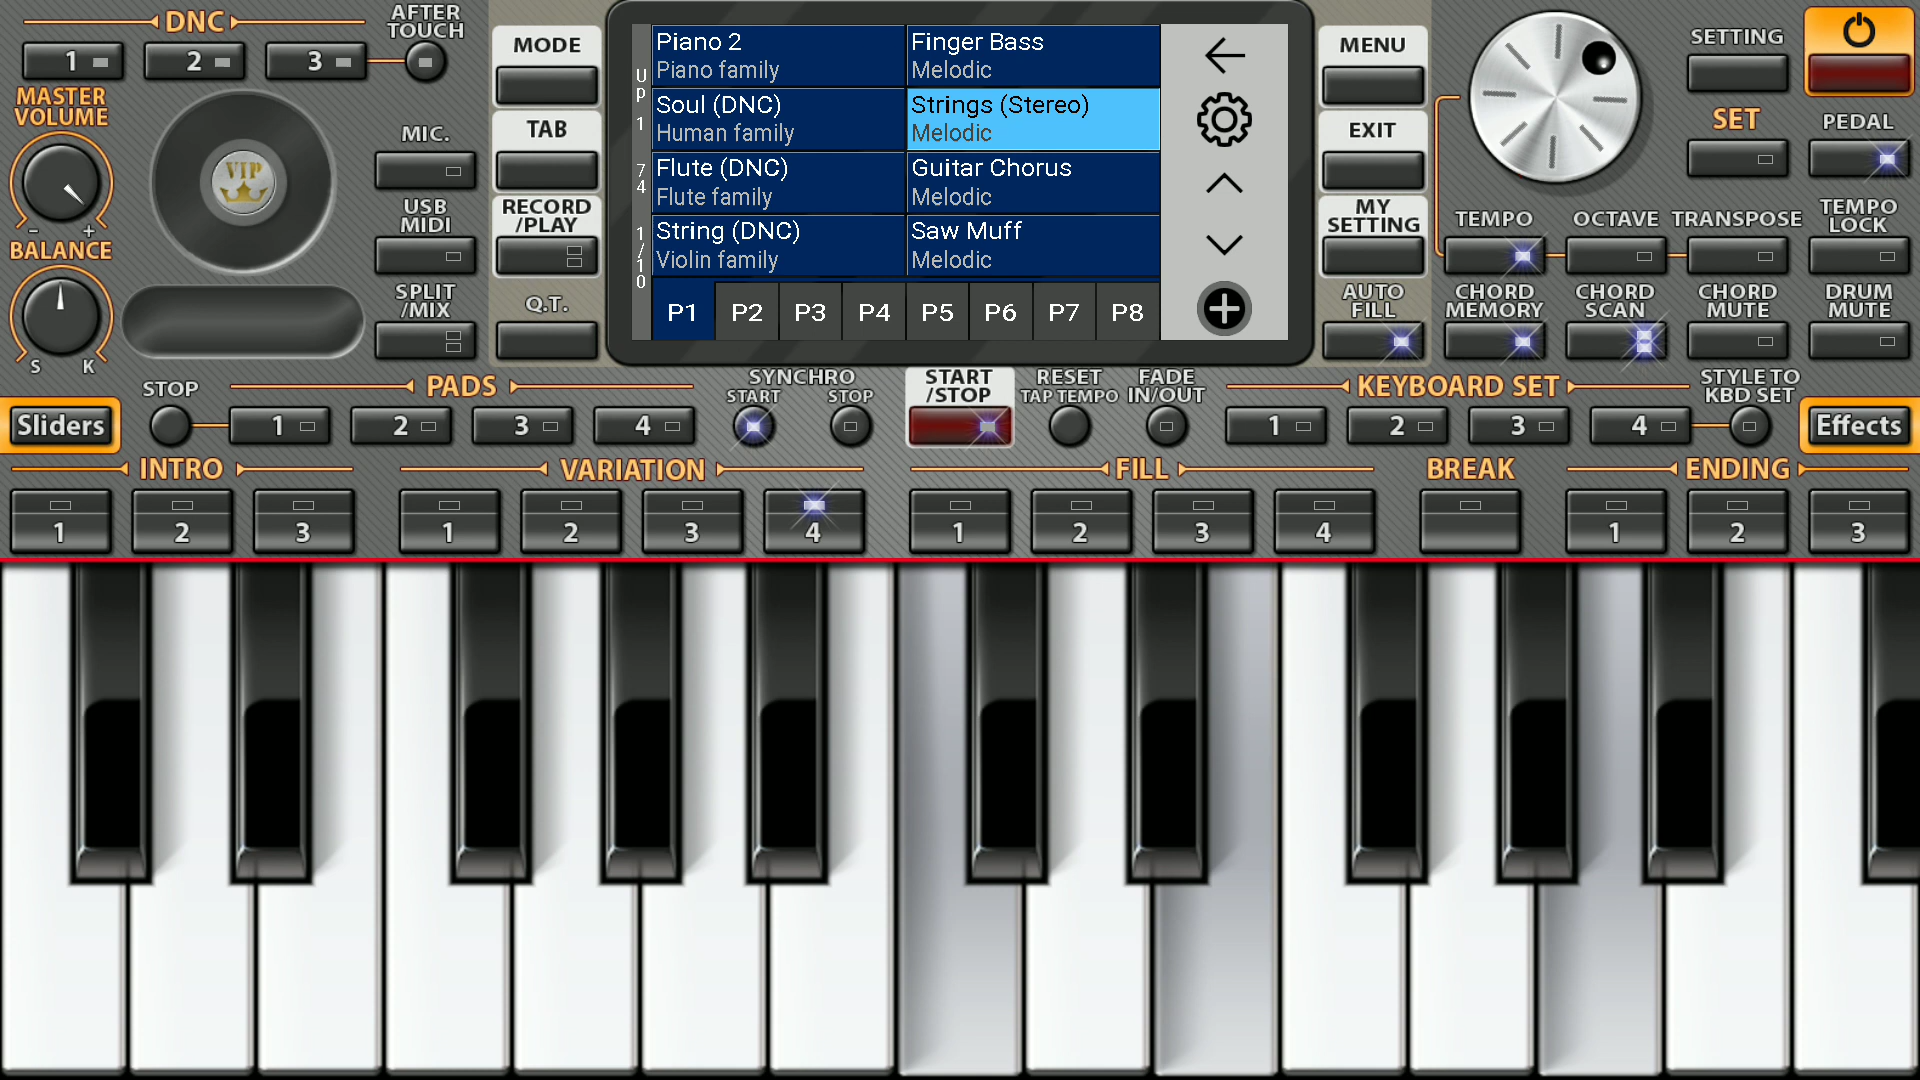 DNC
1
2
3
AFTER
TOUCH
MASTER
VOLUME
- +
BALANCE
S K
VIP
MIC.
USB
MIDI
SPLIT
/MIX
MODE
TAB
RECORD
/PLAY
Q.T.
Up 1
74
1/10
Piano 2
Piano family
Finger Bass
Melodic
Soul (DNC)
Human family
Strings (Stereo)
Melodic
Flute (DNC)
Flute family
Guitar Chorus
Melodic
String (DNC)
Violin family
Saw Muff
Melodic
P1 P2 P3 P4 P5 P6 P7 P8
MENU
EXIT
MY
SETTING
AUTO
FILL
SETTING
SET
PEDAL
TEMPO
OCTAVE
TRANSPOSE
TEMPO
LOCK
CHORD
MEMORY
CHORD
SCAN
CHORD
MUTE
DRUM
MUTE
Sliders
STOP
PADS
1
2
3
4
SYNCHRO
START
STOP
START
/STOP
RESET
TAP TEMPO
FADE
IN/OUT
KEYBOARD SET
1
2
3
4
STYLE TO
KBD SET
Effects
INTRO
1
2
3
VARIATION
1
2
3
4
FILL
1
2
3
4
BREAK
ENDING
1
2
3